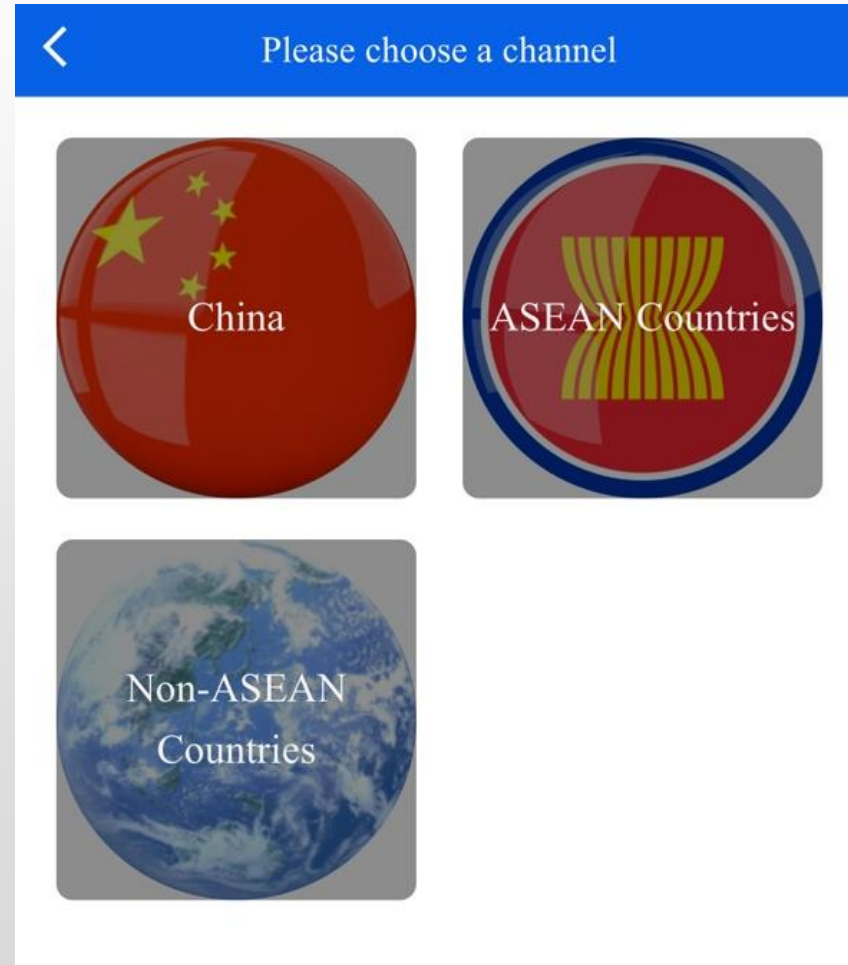 Please choose a channel
China
ASEAN Countries
Non-ASEAN
Countries